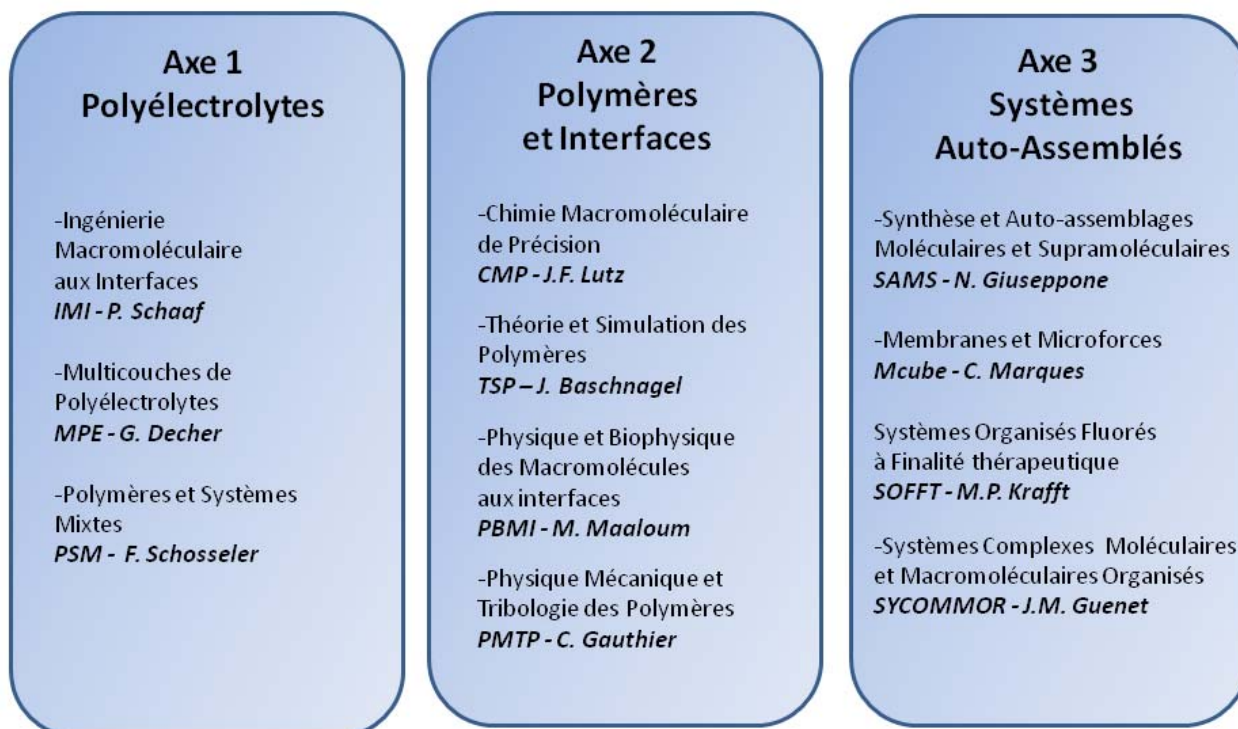 Axe 1
Polyélectrolytes
-Ingénierie
Macromoléculaire
aux Interfaces
IMI - P. Schaaf
-Multicouches de
Polyélectrolytes
MPE - G. Decher
-Polymères et Systèmes
Mixtes
PSM - F. Schosseler
Axe 2
Polymères
et Interfaces
-Chimie Macromoléculaire
de Précision
CMP - J.F. Lutz
-Théorie et Simulation des
Polymères
TSP – J. Baschnagel
-Physique et Biophysique
des Macromolécules
aux interfaces
PBMI - M. Maaloum
-Physique Mécanique et
Tribologie des Polymères
PMTP - C. Gauthier
Axe 3
Systèmes
Auto-Assemblés
-Synthèse et Auto-assemblages
Moléculaires et Supramoléculaires
SAMS - N. Giuseppone
-Membranes et Microforces
Mcube - C. Marques
Systèmes Organisés Fluorés
à Finalité thérapeutique
SOFFT - M.P. Krafft
-Systèmes Complexes Moléculaires
et Macromoléculaires Organisés
SYCOMMOR - J.M. Guenet